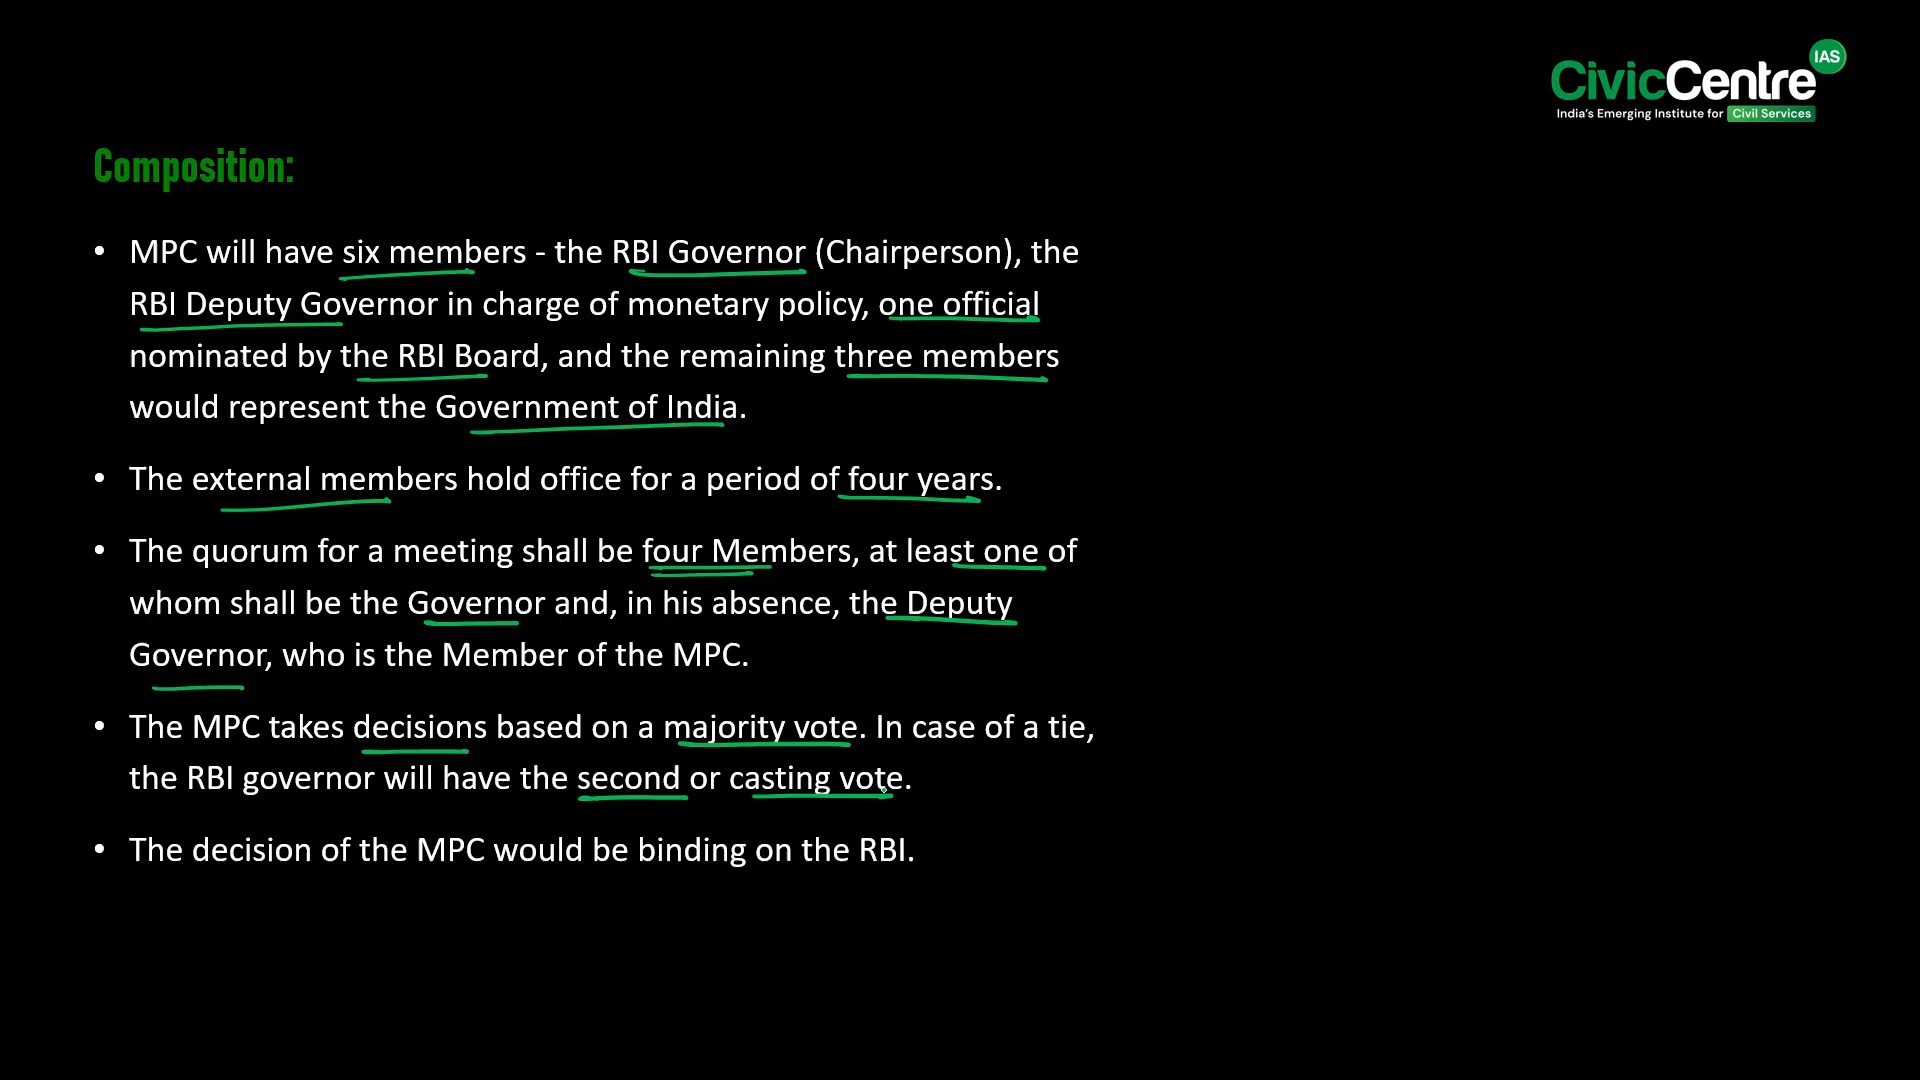 IAS
CivicCentre
India's Emerging Institute for Civil Services
Composition:
• MPC will have six members - the RBI Governor (Chairperson), the
RBI Deputy Governor in charge of monetary policy, one official
nominated by the RBI Board, and the remaining three members
would represent the Government of India.
• The external members hold office for a period of four years.
• The quorum for a meeting shall be four Members, at least one of
whom shall be the Governor and, in his absence, the Deputy
Governor, who is the Member of the MPC.
• The MPC takes decisions based on a majority vote. In case of a tie,
the RBI governor will have the second or casting vote.
• The decision of the MPC would be binding on the RBI.